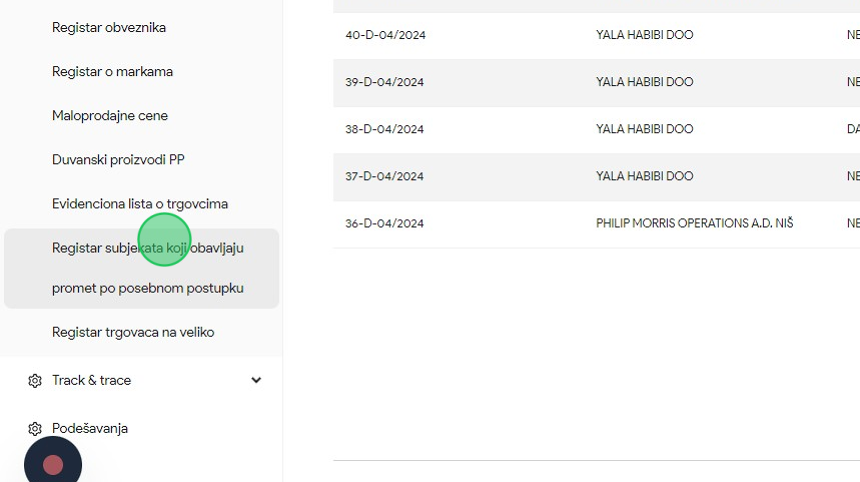 Registar obveznika
Registar o markama
Maloprodajne cene
Duvanski proizvodi PP
Evidenciona lista o trgovcima
Registar subjekata koji obavljaju
promet po posebnom postupku
Registar trgovaca na veliko
Track & trace
Podešavanja
40-D-04/2024 YALA HABIBI DOO NE
39-D-04/2024 YALA HABIBI DOO NE
38-D-04/2024 YALA HABIBI DOO DA
37-D-04/2024 YALA HABIBI DOO NE
36-D-04/2024 PHILIP MORRIS OPERATIONS A.D. NIŠ NE